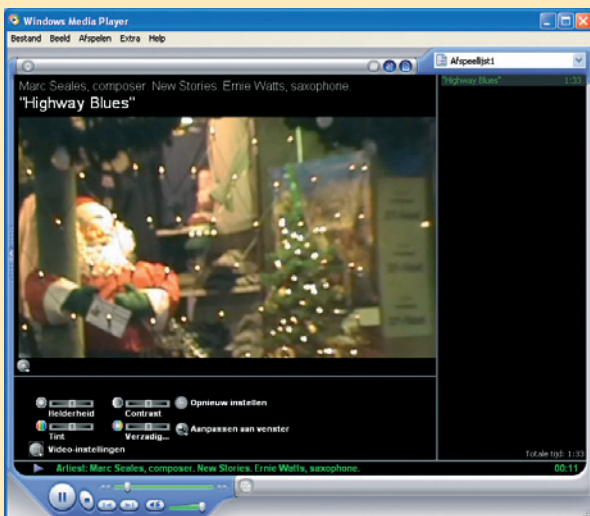 Windows Media Player
Bestand Beeld Afspelen Extra Help
Afspeellijst1
Marc Seales, composer. New Stories. Ernie Watts, saxophone.
"Highway Blues"
"Highway Blues" 1:33
Helderheid Contrast Opnieuw instellen
Tint Verzadig... Aanpassen aan venster
Video-instellingen
Totale tijd: 1:33
Artiest: Marc Seales, composer. New Stories. Ernie Watts, saxophone. 00:11